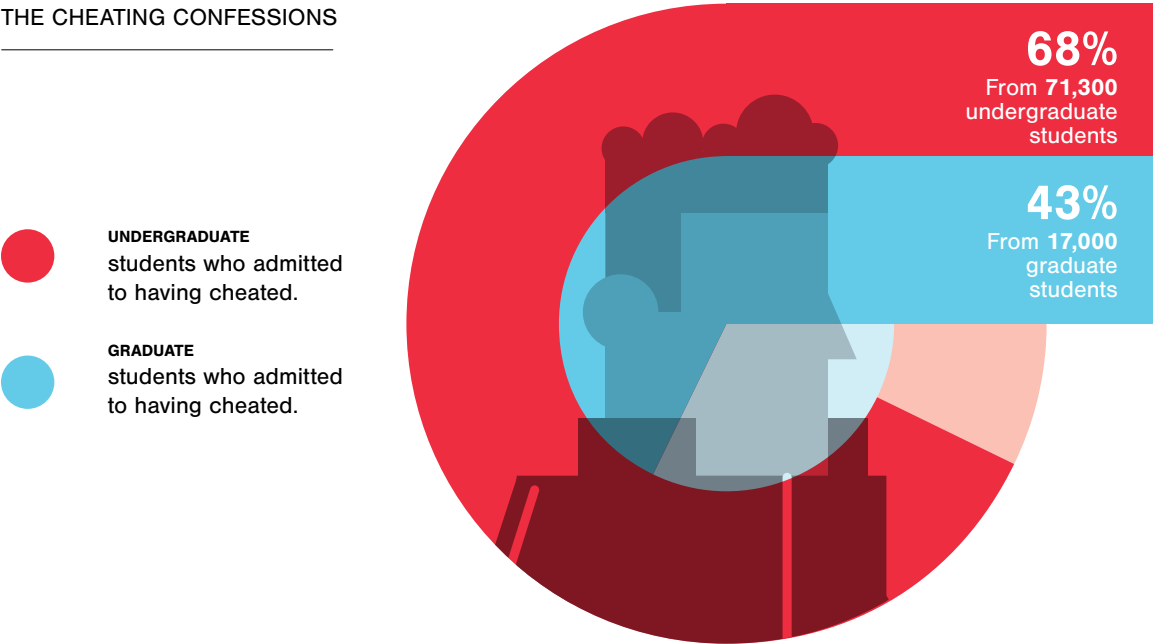 THE CHEATING CONFESSIONS
UNDERGRADUATE
students who admitted
to having cheated.
GRADUATE
students who admitted
to having cheated.
68%
From 71,300
undergraduate
students
43%
From 17,000
graduate
students